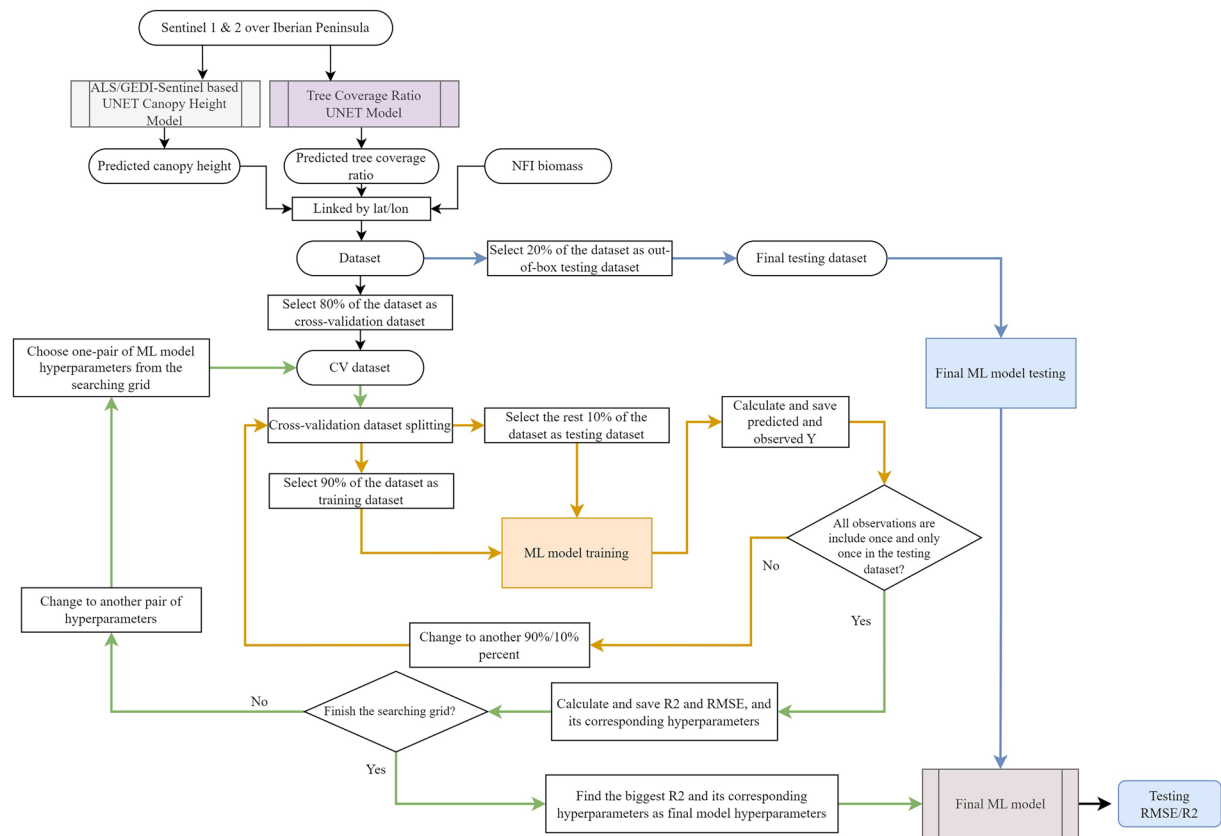 Sentinel 1 & 2 over Iberian Peninsula
ALS/GEDI-Sentinel based
UNET Canopy Height
Model
Tree Coverage Ratio
UNET Model
Predicted canopy height
Predicted tree coverage
ratio
NFI biomass
Linked by lat/lon
Dataset
Select 20% of the dataset as out-
of-box testing dataset
Final testing dataset
Select 80% of the dataset as
cross-validation dataset
Choose one-pair of ML model
hyperparameters from the
searching grid
CV dataset
Final ML model testing
Cross-validation dataset splitting
Select the rest 10% of the
dataset as testing dataset
Calculate and save
predicted and
observed Y
Select 90% of the dataset as
training dataset
ML model training
All observations are
include once and only
once in the testing
dataset?
No
Yes
Change to another pair of
hyperparameters
Change to another 90%/10%
percent
No
Finish the searching grid?
Calculate and save R2 and RMSE, and
its corresponding hyperparameters
Yes
Find the biggest R2 and its corresponding
hyperparameters as final model hyperparameters
Final ML model
Testing
RMSE/R2